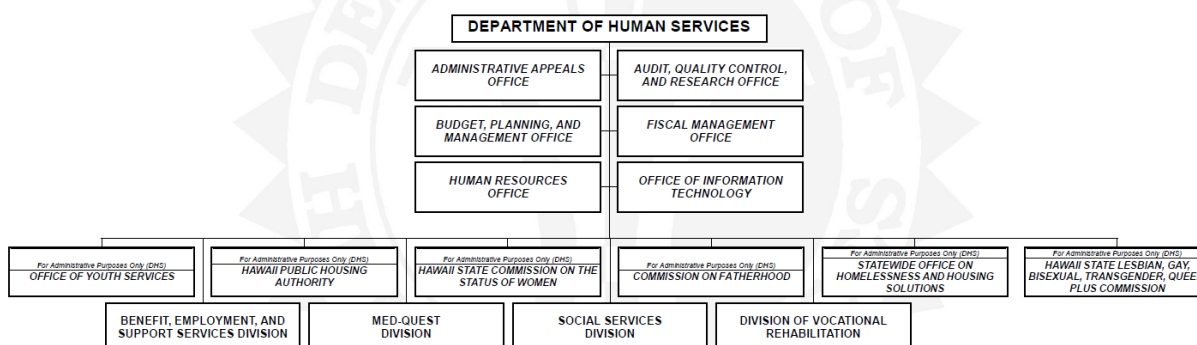 DEPARTMENT OF HUMAN SERVICES
ADMINISTRATIVE APPEALS
OFFICE
AUDIT, QUALITY CONTROL,
AND RESEARCH OFFICE
BUDGET, PLANNING, AND
MANAGEMENT OFFICE
FISCAL MANAGEMENT
OFFICE
HUMAN RESOURCES
OFFICE
OFFICE OF INFORMATION
TECHNOLOGY
For Administrative Purposes Only (DHS)
OFFICE OF YOUTH SERVICES
For Administrative Purposes Only (DHS)
HAWAII PUBLIC HOUSING
AUTHORITY
For Administrative Purposes Only (DHS)
HAWAII STATE COMMISSION ON THE
STATUS OF WOMEN
For Administrative Purposes Only (DHS)
COMMISSION ON FATHERHOOD
For Administrative Purposes Only (DHS)
STATEWIDE OFFICE ON
HOMELESSNESS AND HOUSING
SOLUTIONS
For Administrative Purposes Only (DHS)
HAWAII STATE LESBIAN, GAY,
BISEXUAL, TRANSGENDER, QUEE
PLUS COMMISSION
BENEFIT, EMPLOYMENT, AND
SUPPORT SERVICES DIVISION
MED-QUEST
DIVISION
SOCIAL SERVICES
DIVISION
DIVISION OF VOCATIONAL
REHABILITATION